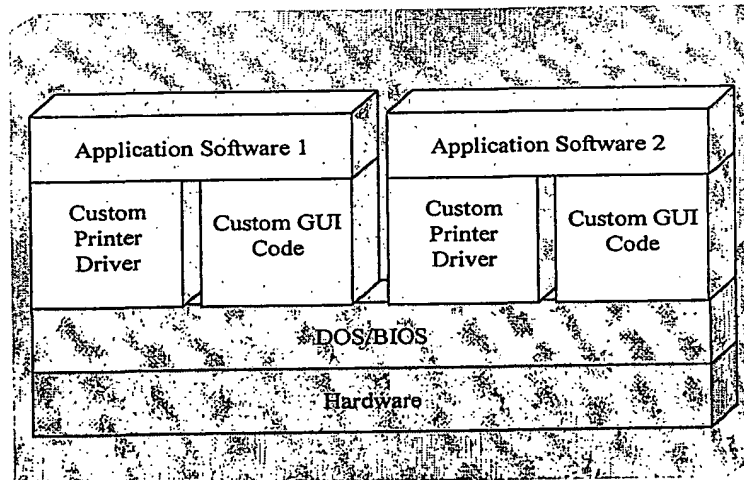 Application Software 1
Application Software 2
Custom
Printer
Driver
Custom GUI
Code
Custom
Printer
Driver
Custom GUI
Code
DOS/BIOS
Hardware